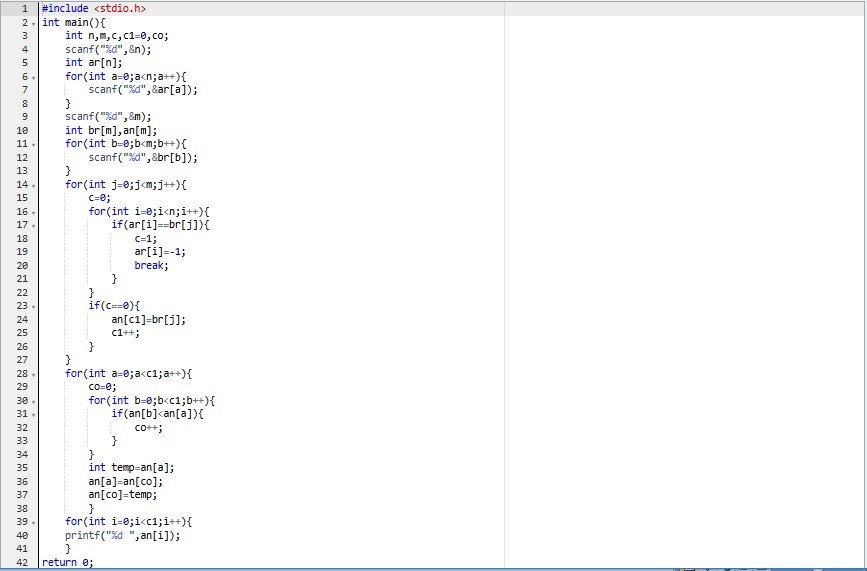 1 #include <stdio.h>
2 int main(){
3 int n,m,c,c1=0,co;
4 scanf("%d",&n);
5 int ar[n];
6 for(int a=0;a<n;a++){
7 scanf("%d",&ar[a]);
8 }
9 scanf("%d",&m);
10 int br[m],an[m];
11 for(int b=0;b<m;b++){
12 scanf("%d",&br[b]);
13 }
14 for(int j=0;j<m;j++){
15 c=0;
16 for(int i=0;i<n;i++){
17 if(ar[i]==br[j]){
18 c=1;
19 ar[i]=-1;
20 break;
21 }
22 }
23 if(c==0){
24 an[c1]=br[j];
25 c1++;
26 }
27 }
28 for(int a=0;a<c1;a++){
29 co=0;
30 for(int b=0;b<c1;b++){
31 if(an[b]<an[a]){
32 co++;
33 }
34 }
35 int temp=an[a];
36 an[a]=an[co];
37 an[co]=temp;
38 }
39 for(int i=0;i<c1;i++){
40 printf("%d ",an[i]);
41 }
42 return 0;